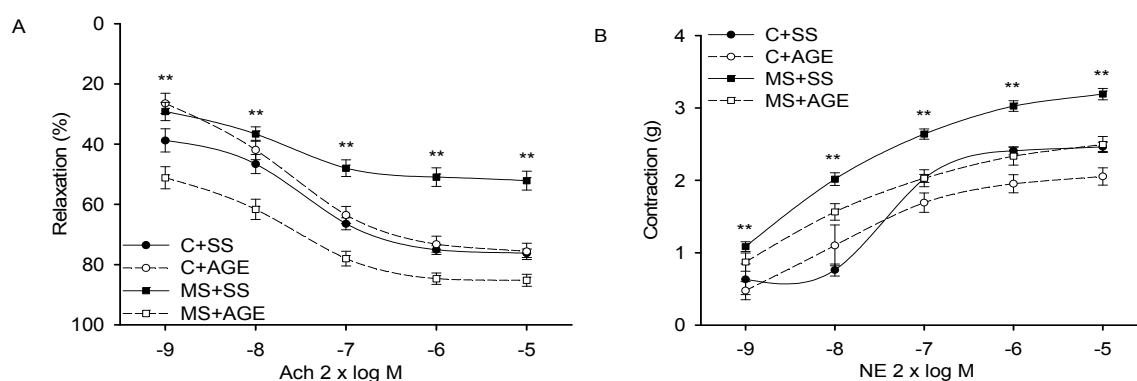 A
Relaxation (%)
0
20
40
60
80
100
** ** ** ** **
C+SS
C+AGE
MS+SS
MS+AGE
-9 -8 -7 -6 -5
Ach 2 x log M
B
Contraction (g)
4
3
2
1
0
C+SS
C+AGE
MS+SS
MS+AGE
** ** ** ** **
-9 -8 -7 -6 -5
NE 2 x log M